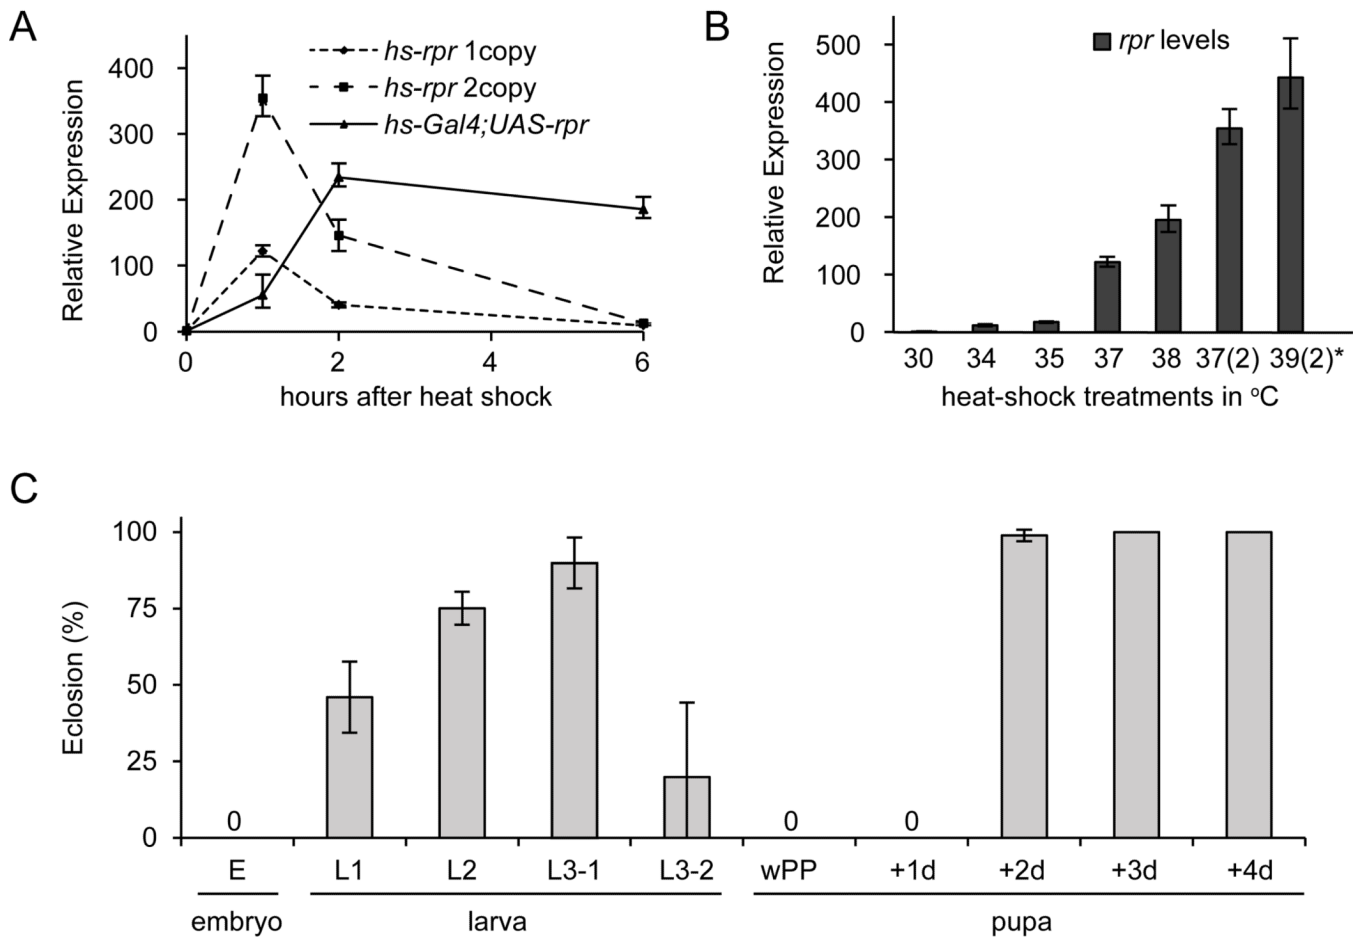 A
hs-rpr 1copy
hs-rpr 2copy
hs-Gal4;UAS-rpr
Relative Expression
400
300
200
100
0
0 2 4 6
hours after heat shock
B
rpr levels
Relative Expression
500
400
300
200
100
0
30 34 35 37 38 37(2) 39(2)*
heat-shock treatments in °C
C
Eclosion (%)
100
75
50
25
0
0 0 0
E L1 L2 L3-1 L3-2 wPP +1d +2d +3d +4d
embryo larva pupa